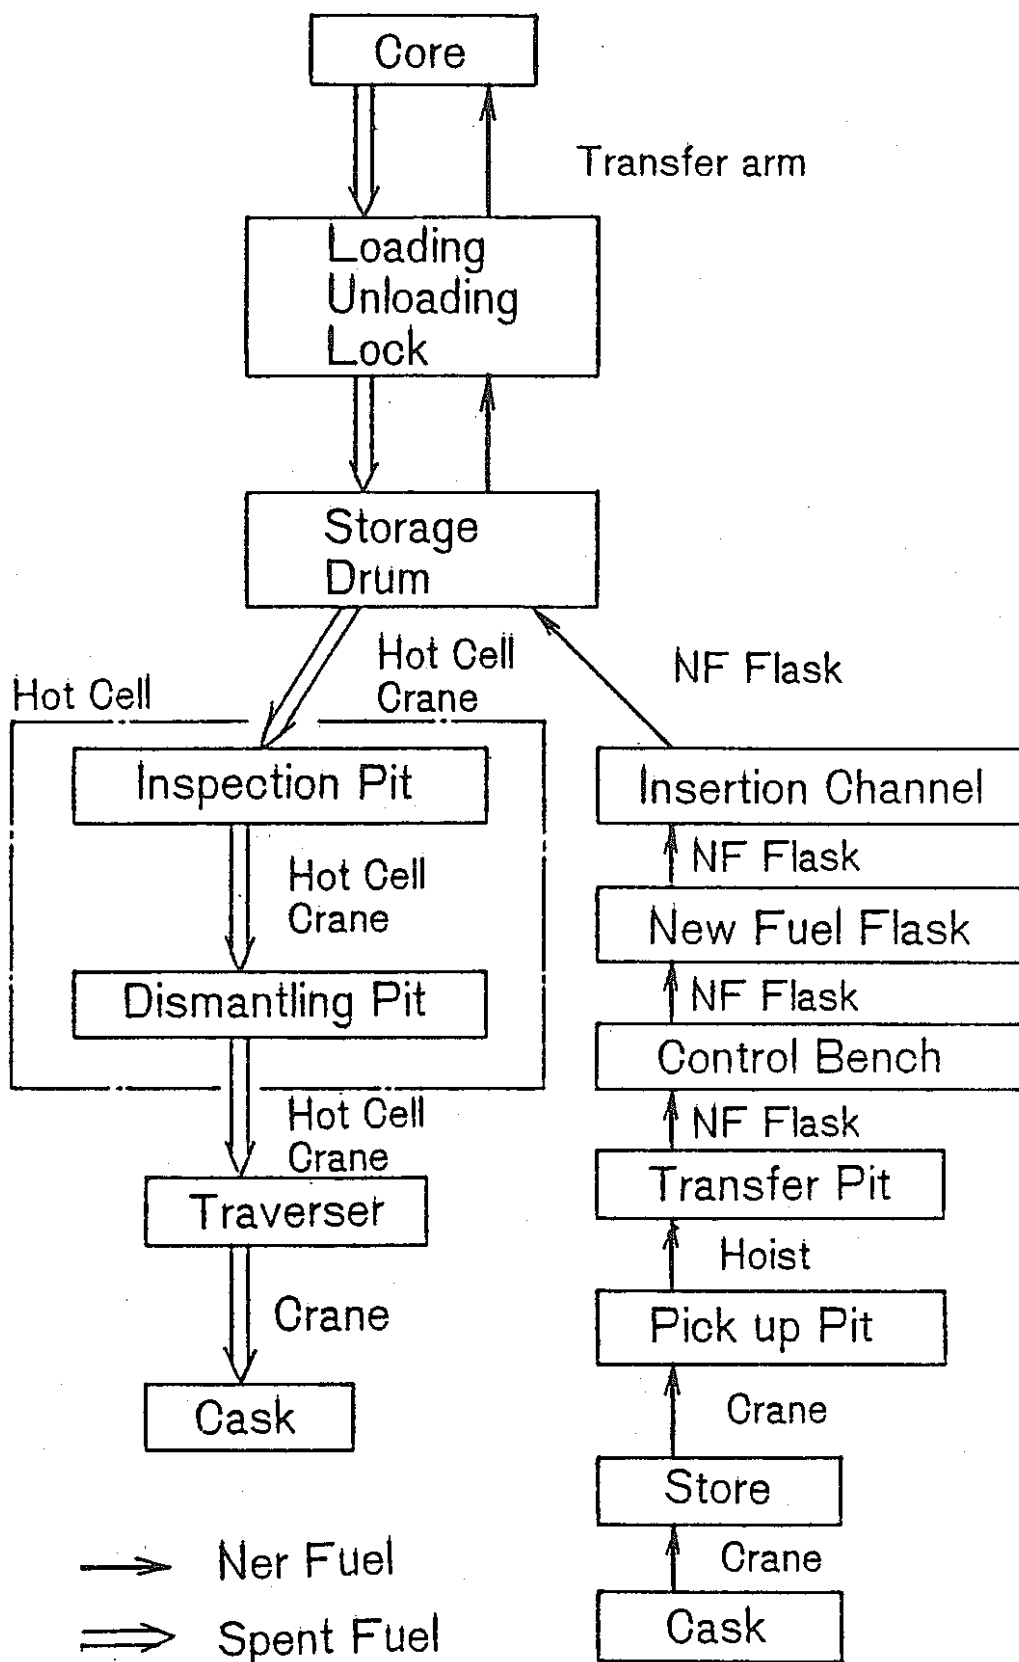 Core
Transfer arm
Loading
Unloading
Lock
Storage
Drum
Hot Cell
Crane
NF Flask
Hot Cell
Inspection Pit
Insertion Channel
Hot Cell
Crane
NF Flask
New Fuel Flask
Dismantling Pit
NF Flask
Control Bench
Hot Cell
Crane
NF Flask
Traverser
Transfer Pit
Hoist
Crane
Pick up Pit
Cask
Crane
Store
Crane
Cask
Ner Fuel
Spent Fuel